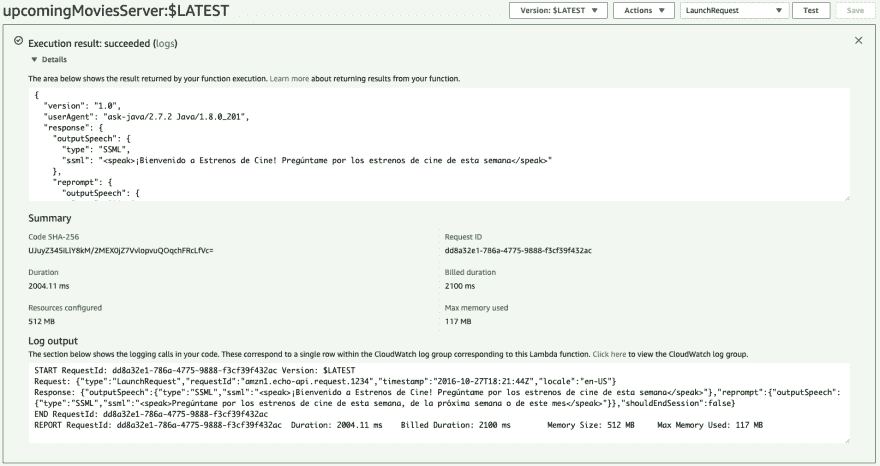 upcomingMoviesServer:$LATEST
Version: $LATEST
Actions
LaunchRequest
Test
Save
Execution result: succeeded (logs)
Details
The area below shows the result returned by your function execution. Learn more about returning results from your function.
{
"version": "1.0",
"userAgent": "ask-java/2.7.2 Java/1.8.0_201",
"response": {
"outputSpeech": {
"type": "SSML",
"ssml": "<speak>¡Bienvenido a Estrenos de Cine! Pregúntame por los estrenos de cine de esta semana</speak>"
},
"reprompt": {
"outputSpeech": {
Summary
Code SHA-256
Request ID
dd8a32e1-786a-4775-9888-f3cf39f432ac
Duration
Billed duration
2004.11 ms
2100 ms
Resources configured
Max memory used
512 MB
117 MB
Log output
The section below shows the logging calls in your code. These correspond to a single row within the CloudWatch log group corresponding to this Lambda function. Click here to view the CloudWatch log group.
START RequestId: dd8a32e1-786a-4775-9888-f3cf39f432ac Version: $LATEST
Request: {"type":"LaunchRequest","requestId":"amzn1.echo-api.request.1234","timestamp":"2016-10-27T18:21:44Z","locale":"en-US"}
Response: {"outputSpeech":{"type":"SSML","ssml":"<speak>¡Bienvenido a Estrenos de Cine! Pregúntame por los estrenos de cine de esta semana</speak>"},"reprompt":{"outputSpeech":
{"type":"SSML","ssml":"<speak>Pregúntame por los estrenos de cine de esta semana, de la próxima semana o de este mes</speak>"}},"shouldEndSession":false}
END RequestId: dd8a32e1-786a-4775-9888-f3cf39f432ac
REPORT RequestId: dd8a32e1-786a-4775-9888-f3cf39f432ac Duration: 2004.11 ms Billed Duration: 2100 ms Memory Size: 512 MB Max Memory Used: 117 MB